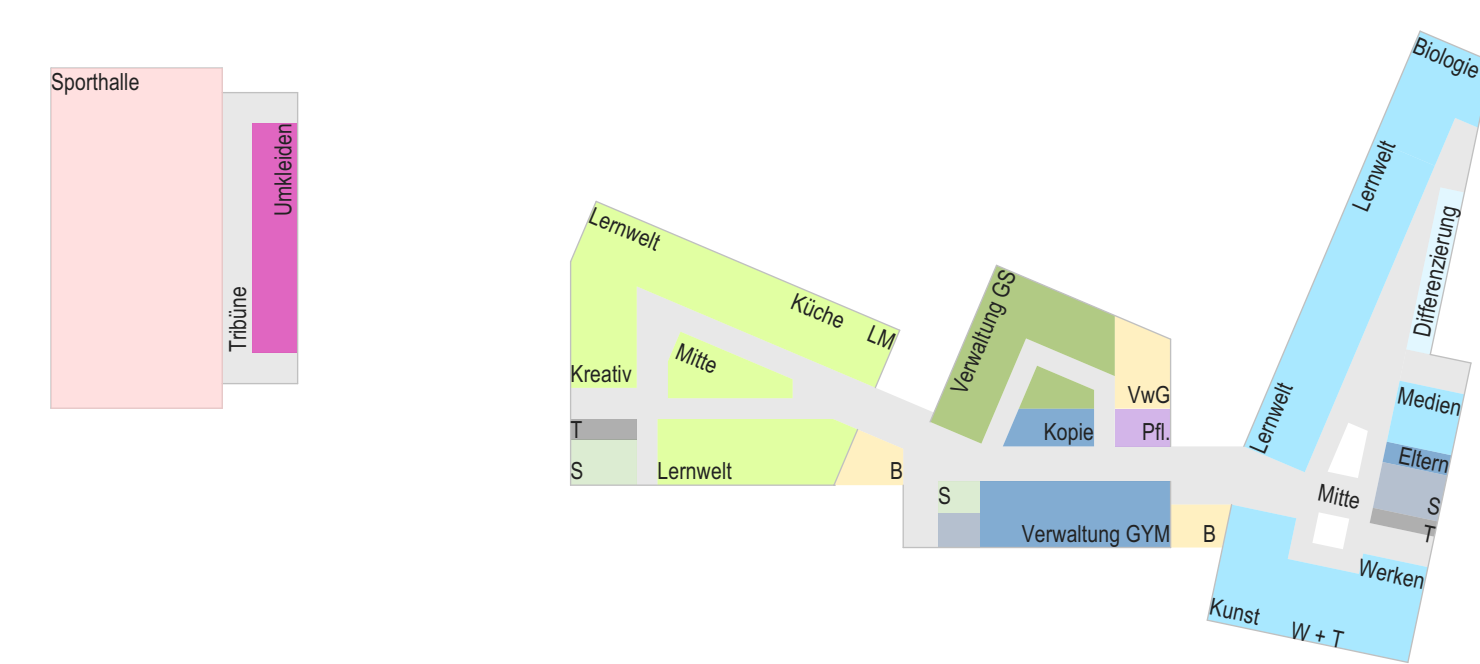 Sporthalle
Umkleiden
Tribüne
Lernwelt
Küche
LM
Mitte
Kreativ
T
S
Lernwelt
B
Verwaltung GS
VwG
Kopie
Pfl.
S
Verwaltung GYM
B
Biologie
Lernwelt
Differenzierung
Lernwelt
Medien
Eltern
Mitte
S
T
Werken
Kunst
W + T